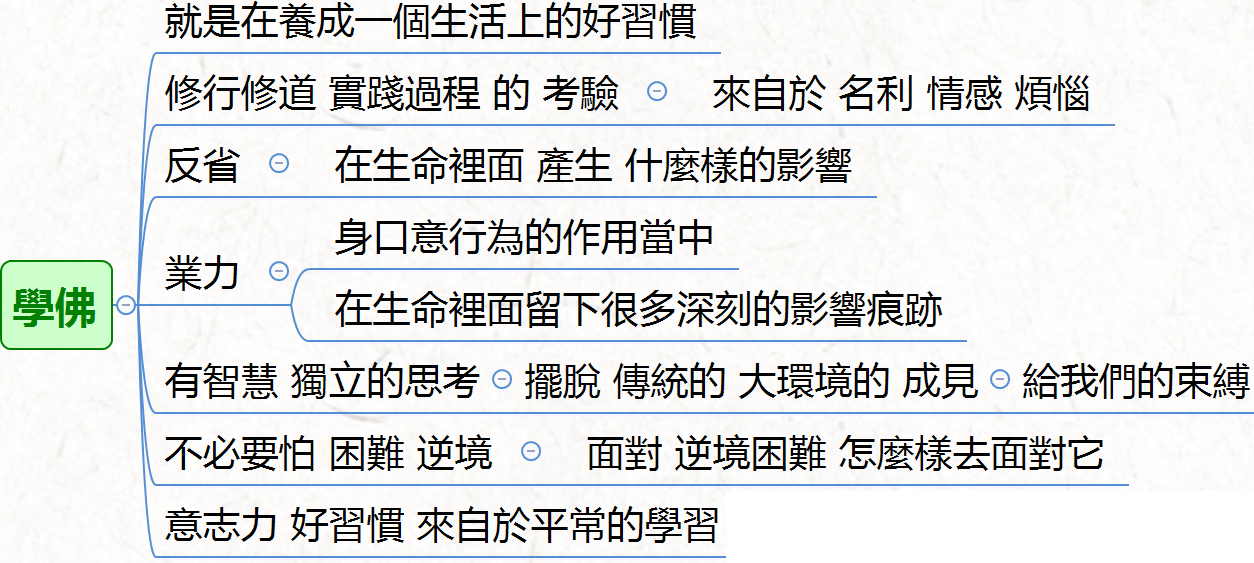 就是在養成一個生活上的好習慣
修行修道 實踐過程 的 考驗 來自於 名利 情感 煩惱
反省 在生命裡面 產生 什麼樣的影響
身口意行為的作用當中
業力
在生命裡面留下很多深刻的影響痕跡
學佛
有智慧 獨立的思考 擺脫 傳統的 大環境的 成見 給我們的束縛
不必要怕 困難 逆境 面對 逆境困難 怎麼樣去面對它
意志力 好習慣 來自於平常的學習